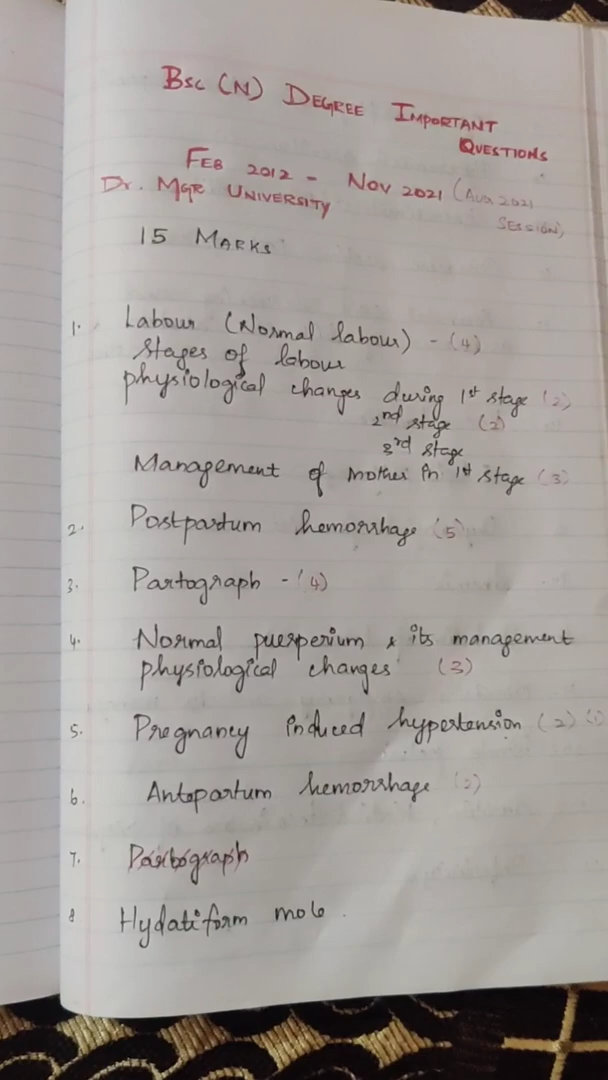 Bsc (N) DEGREE IMPORTANT QUESTIONS
FEB 2012 - NOV 2021 (AUG 2021 SESSION)
Dr. MGR UNIVERSITY
15 MARKS
1. Labour (Normal labour) - (4)
Stages of labour
physiological changes during 1st stage (2)
2nd stage (2)
3rd stage
Management of mother in 1st stage (3)
2. Postpartum hemorrhage (5)
3. Partograph - (4)
4. Normal puerperium & its management
physiological changes (3)
5. Pregnancy induced hypertension (2) (1)
6. Antepartum hemorrhage (2)
7. Partograph
8 Hydatiform mole.